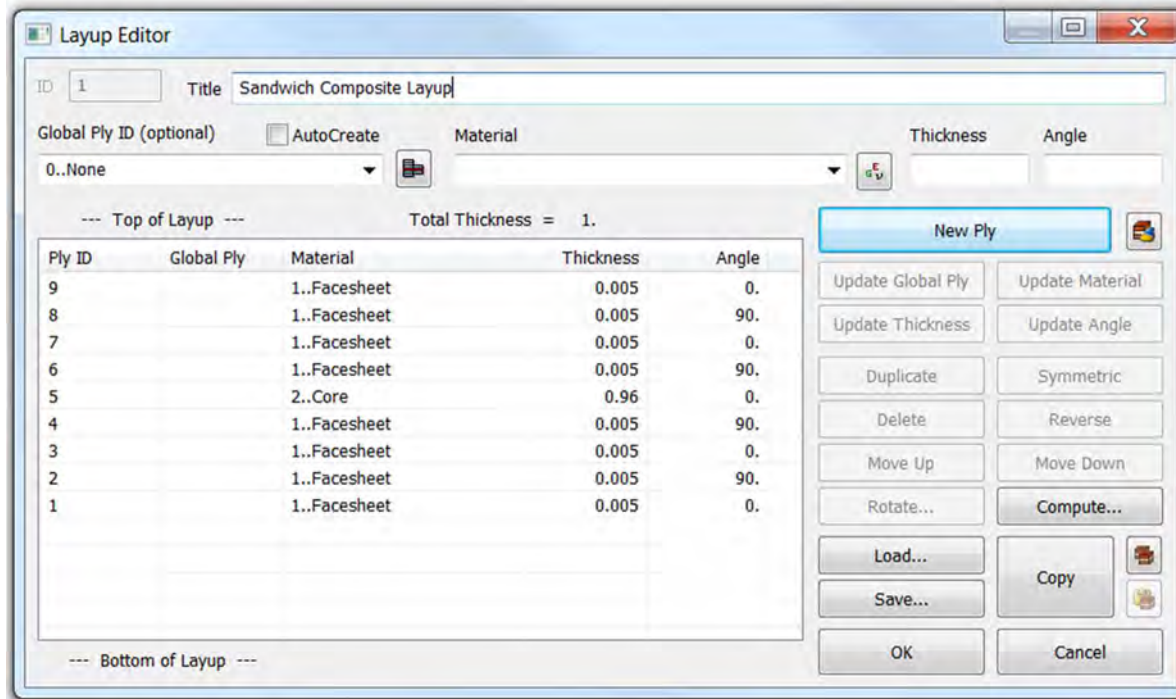 Layup Editor
ID 1 Title Sandwich Composite Layup
Global Ply ID (optional) AutoCreate Material Thickness Angle
0..None
--- Top of Layup --- Total Thickness = 1.
New Ply
Ply ID Global Ply Material Thickness Angle
9 1..Facesheet 0.005 0.
8 1..Facesheet 0.005 90.
7 1..Facesheet 0.005 0.
6 1..Facesheet 0.005 90.
5 2..Core 0.96 0.
4 1..Facesheet 0.005 90.
3 1..Facesheet 0.005 0.
2 1..Facesheet 0.005 90.
1 1..Facesheet 0.005 0.
Update Global Ply Update Material
Update Thickness Update Angle
Duplicate Symmetric
Delete Reverse
Move Up Move Down
Rotate... Compute...
Load... Copy
Save...
OK Cancel
--- Bottom of Layup ---